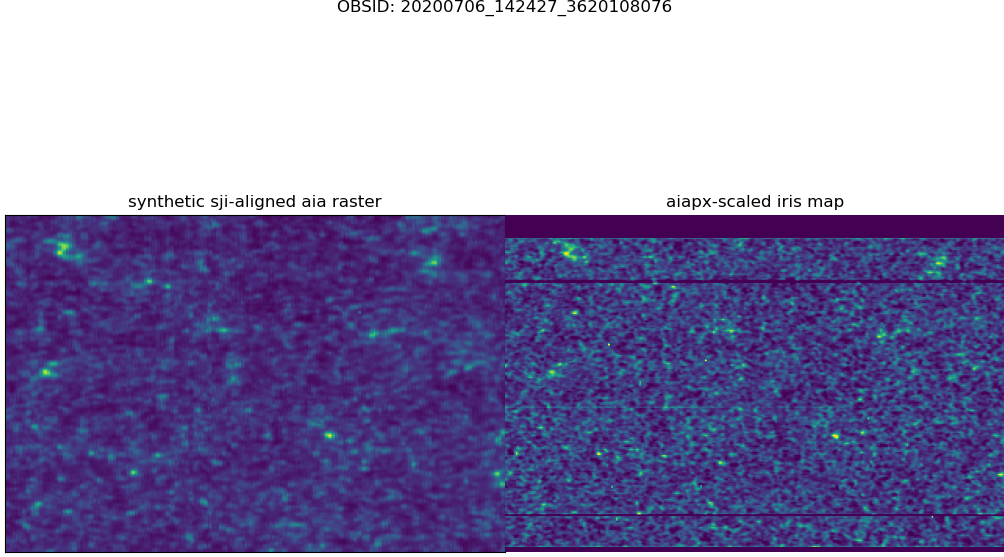 OBSID: 20200706_142427_3620108076
synthetic sji-aligned aia raster
aiapx-scaled iris map